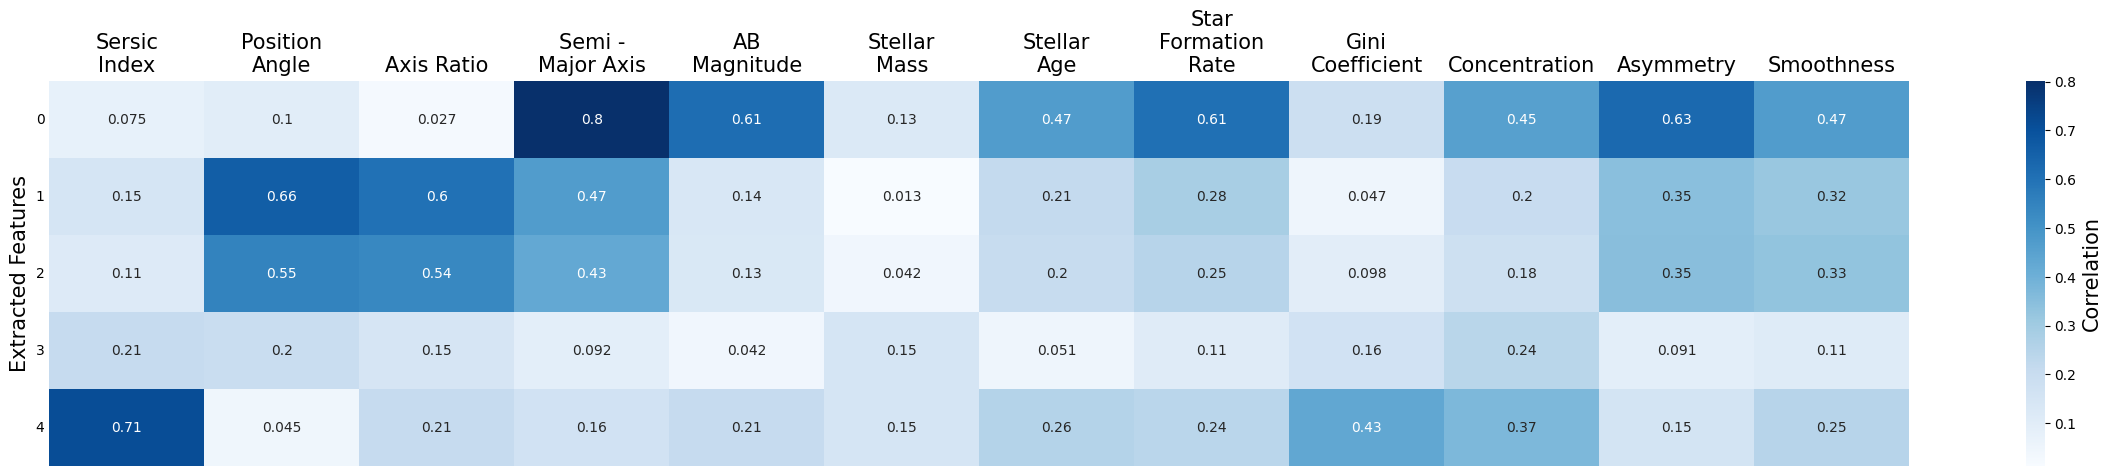 Sersic
Index
Position
Angle
Axis Ratio
Semi -
Major Axis
AB
Magnitude
Stellar
Mass
Stellar
Age
Star
Formation
Rate
Gini
Coefficient
Concentration
Asymmetry
Smoothness
Extracted Features
0 0.075 0.1 0.027 0.8 0.61 0.13 0.47 0.61 0.19 0.45 0.63 0.47
1 0.15 0.66 0.6 0.47 0.14 0.013 0.21 0.28 0.047 0.2 0.35 0.32
2 0.11 0.55 0.54 0.43 0.13 0.042 0.2 0.25 0.098 0.18 0.35 0.33
3 0.21 0.2 0.15 0.092 0.042 0.15 0.051 0.11 0.16 0.24 0.091 0.11
4 0.71 0.045 0.21 0.16 0.21 0.15 0.26 0.24 0.43 0.37 0.15 0.25
0.8
0.7
0.6
0.5
0.4
0.3
0.2
0.1
Correlation